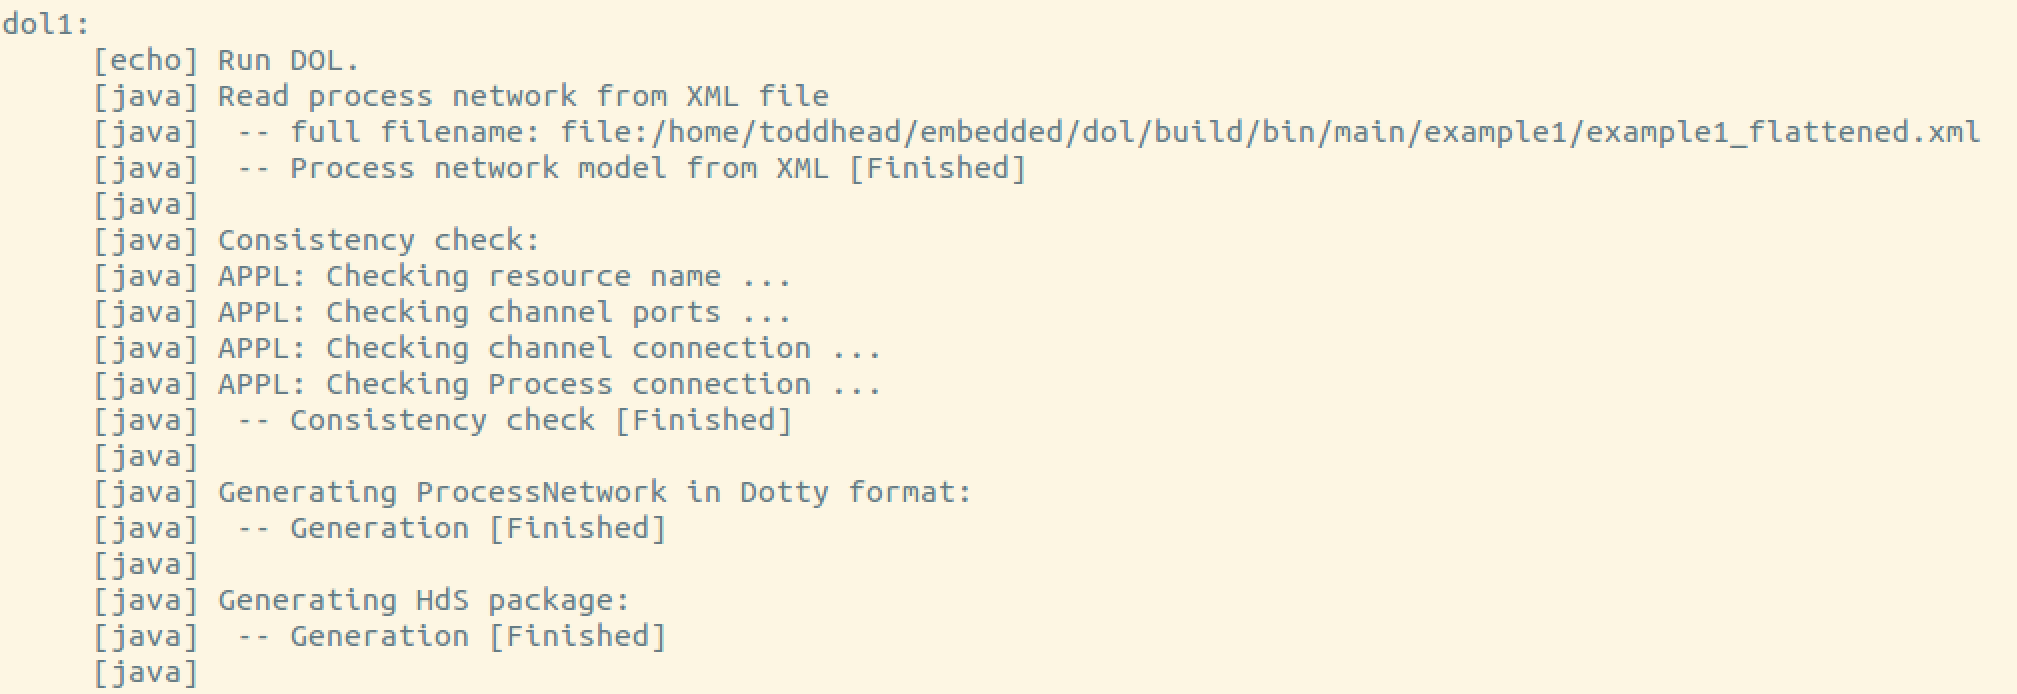 dol1:
     [echo] Run DOL.
     [java] Read process network from XML file
     [java]  -- full filename: file:/home/toddhead/embedded/dol/build/bin/main/example1/example1_flattened.xml
     [java]  -- Process network model from XML [Finished]
     [java]
     [java] Consistency check:
     [java] APPL: Checking resource name ...
     [java] APPL: Checking channel ports ...
     [java] APPL: Checking channel connection ...
     [java] APPL: Checking Process connection ...
     [java]  -- Consistency check [Finished]
     [java]
     [java] Generating ProcessNetwork in Dotty format:
     [java]  -- Generation [Finished]
     [java]
     [java] Generating HdS package:
     [java]  -- Generation [Finished]
     [java]